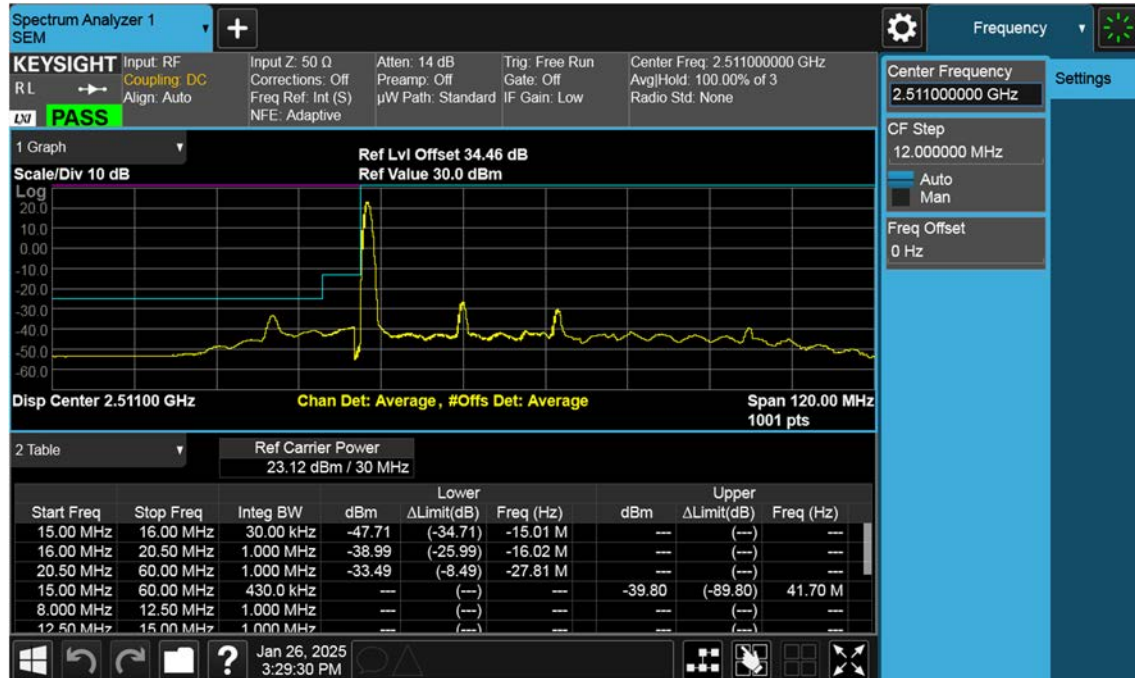 Spectrum Analyzer 1
SEM
+
Frequency
KEYSIGHT
RL
LXI
PASS
Input: RF
Coupling: DC
Align: Auto
Input Z: 50 Ω
Corrections: Off
Freq Ref: Int (S)
NFE: Adaptive
Atten: 14 dB
Preamp: Off
µW Path: Standard
Trig: Free Run
Gate: Off
IF Gain: Low
Center Freq: 2.511000000 GHz
Avg|Hold: 100.00% of 3
Radio Std: None
Center Frequency
2.511000000 GHz
Settings
CF Step
12.000000 MHz
Auto
Man
Freq Offset
0 Hz
1 Graph
Scale/Div 10 dB
Ref Lvl Offset 34.46 dB
Ref Value 30.0 dBm
Log
20.0
10.0
0.00
-10.0
-20.0
-30.0
-40.0
-50.0
-60.0
Disp Center 2.51100 GHz
Chan Det: Average, #Offs Det: Average
Span 120.00 MHz
1001 pts
2 Table
Ref Carrier Power
23.12 dBm / 30 MHz
Lower Upper
Start Freq Stop Freq Integ BW dBm ΔLimit(dB) Freq (Hz) dBm ΔLimit(dB) Freq (Hz)
15.00 MHz 16.00 MHz 30.00 kHz -47.71 (-34.71) -15.01 M --- (---) ---
16.00 MHz 20.50 MHz 1.000 MHz -38.99 (-25.99) -16.02 M --- (---) ---
20.50 MHz 60.00 MHz 1.000 MHz -33.49 (-8.49) -27.81 M --- (---) ---
15.00 MHz 60.00 MHz 430.0 kHz --- (---) --- -39.80 (-89.80) 41.70 M
8.000 MHz 12.50 MHz 1.000 MHz --- (---) --- --- (---) ---
12.50 MHz 15.00 MHz 1.000 MHz --- (---) --- --- (---) ---
?
Jan 26, 2025
3:29:30 PM